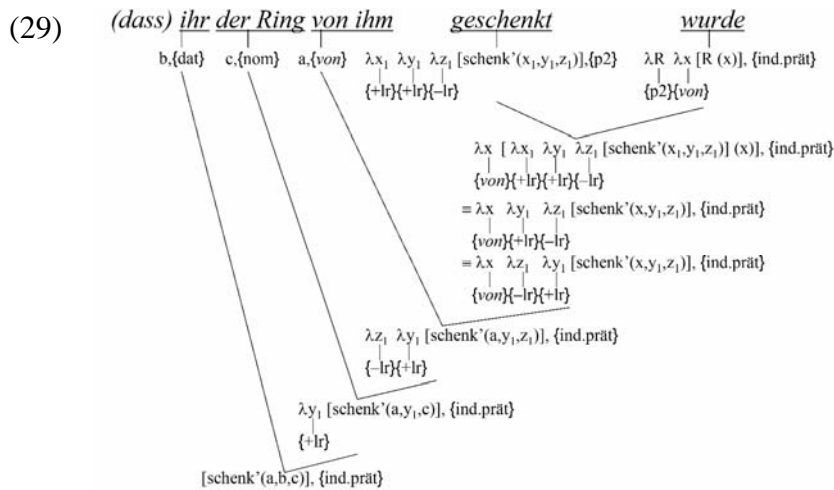 (29) (dass) ihr der Ring von ihm geschenkt wurde
b,{dat} c,{nom} a,{von} λx₁ λy₁ λz₁ [schenk’(x₁,y₁,z₁)],{p2} λR λx [R (x)], {ind.prät}
{+lr}{+lr}{–lr} {p2}{von}
λx [ λx₁ λy₁ λz₁ [schenk’(x₁,y₁,z₁)] (x)], {ind.prät}
{von}{+lr}{+lr}{–lr}
≡ λx λy₁ λz₁ [schenk’(x,y₁,z₁)], {ind.prät}
{von}{+lr}{–lr}
≡ λx λz₁ λy₁ [schenk’(x,y₁,z₁)], {ind.prät}
{von}{–lr}{+lr}
λz₁ λy₁ [schenk’(a,y₁,z₁)], {ind.prät}
{–lr}{+lr}
λy₁ [schenk’(a,y₁,c)], {ind.prät}
{+lr}
[schenk’(a,b,c)], {ind.prät}